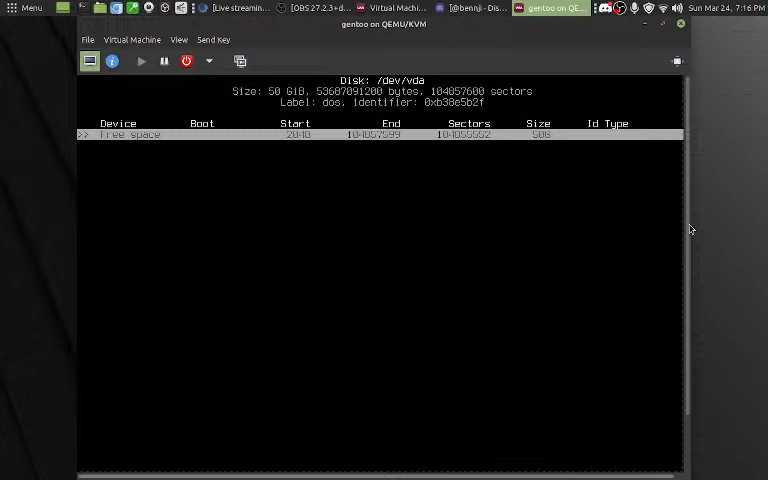 Menu [Live streamin... [OBS 27.2.3+d... Virtual Machin... [@bennji - Dis... gentoo on QE... Sun Mar 24, 7:16 PM
gentoo on QEMU/KVM
File Virtual Machine View Send Key
Disk: /dev/vda
Size: 50 GiB, 53687091200 bytes, 104857600 sectors
Label: dos, identifier: 0xb38e5b2f
Device Boot Start End Sectors Size Id Type
>> Free space 2048 104857599 104855552 50G